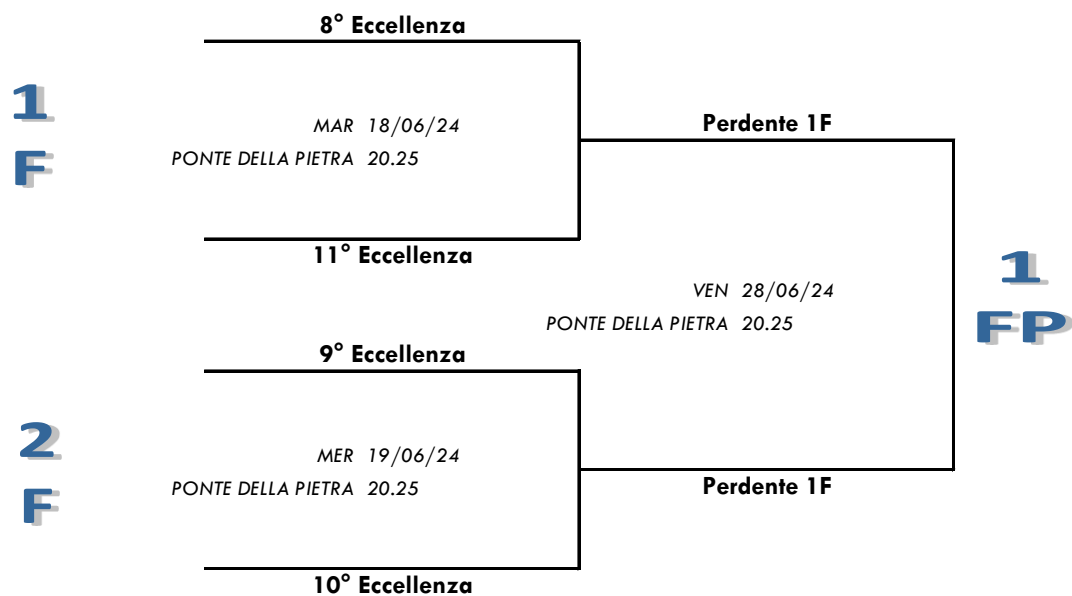 8° Eccellenza
1
F
MAR 18/06/24
PONTE DELLA PIETRA 20.25
11° Eccellenza
Perdente 1F
VEN 28/06/24
PONTE DELLA PIETRA 20.25
1
FP
9° Eccellenza
2
F
MER 19/06/24
PONTE DELLA PIETRA 20.25
10° Eccellenza
Perdente 1F